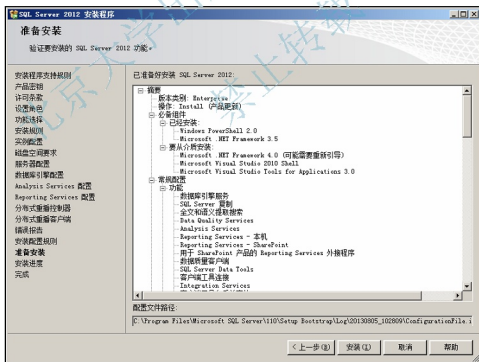 SQL Server 2012 安装程序
准备安装
验证要安装的 SQL Server 2012 功能。
安装程序支持规则
产品密钥
许可条款
设置角色
功能选择
安装规则
实例配置
磁盘空间要求
服务器配置
数据库引擎配置
Analysis Services 配置
Reporting Services 配置
分布式重播控制器
分布式重播客户端
错误报告
安装配置规则
准备安装
安装进度
完成
已准备好安装 SQL Server 2012:
摘要
版本类别: Enterprise
操作: Install (产品更新)
必备组件
已经安装:
Windows PowerShell 2.0
Microsoft .NET Framework 3.5
要从介质安装:
Microsoft .NET Framework 4.0 (可能需要重新引导)
Microsoft Visual Studio 2010 Shell
Microsoft Visual Studio Tools for Applications 3.0
常规配置
功能
数据库引擎服务
SQL Server 复制
全文和语义提取搜索
Data Quality Services
Analysis Services
Reporting Services - 本机
Reporting Services - SharePoint
用于 SharePoint 产品的 Reporting Services 外接程序
数据质量客户端
SQL Server Data Tools
客户端工具连接
Integration Services
配置文件路径:
C:\Program Files\Microsoft SQL Server\110\Setup Bootstrap\Log\20130805_102809\ConfigurationFile.i
< 上一步(B)
安装(I)
取消
帮助
禁止转